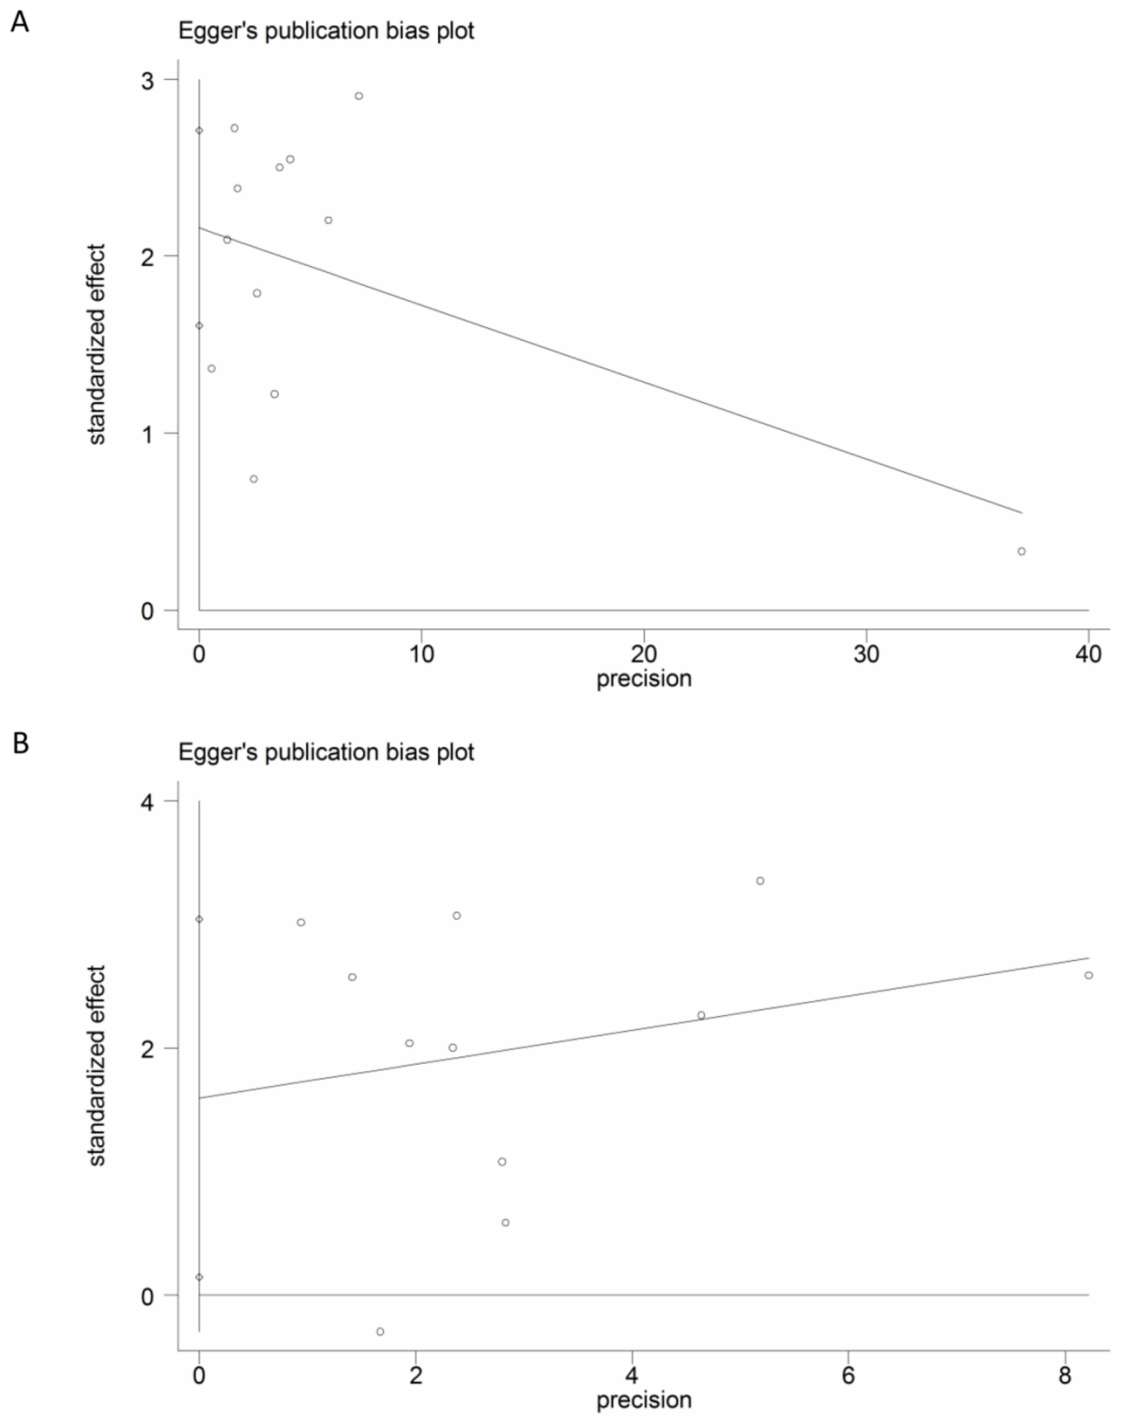 A
Egger's publication bias plot
3
2
1
0
standardized effect
0 10 20 30 40
precision
B
Egger's publication bias plot
4
2
0
standardized effect
0 2 4 6 8
precision